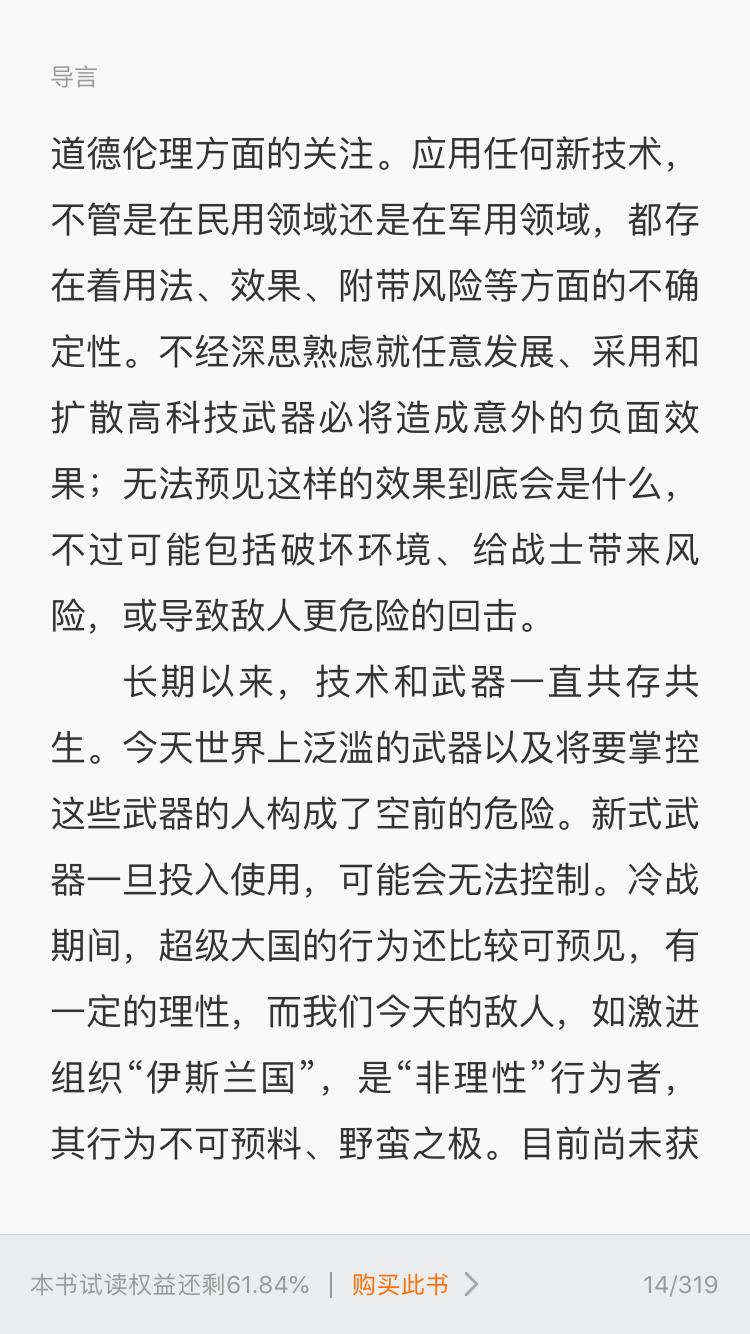 导言
道德伦理方面的关注。应用任何新技术，
不管是在民用领域还是在军用领域，都存
在着用法、效果、附带风险等方面的不确
定性。不经深思熟虑就任意发展、采用和
扩散高科技武器必将造成意外的负面效
果；无法预见这样的效果到底会是什么，
不过可能包括破坏环境、给战士带来风
险，或导致敌人更危险的回击。
长期以来，技术和武器一直共存共
生。今天世界上泛滥的武器以及将要掌控
这些武器的人构成了空前的危险。新式武
器一旦投入使用，可能会无法控制。冷战
期间，超级大国的行为还比较可预见，有
一定的理性，而我们今天的敌人，如激进
组织“伊斯兰国”，是“非理性”行为者，
其行为不可预料、野蛮之极。目前尚未获
本书试读权益还剩61.84% | 购买此书 > 14/319